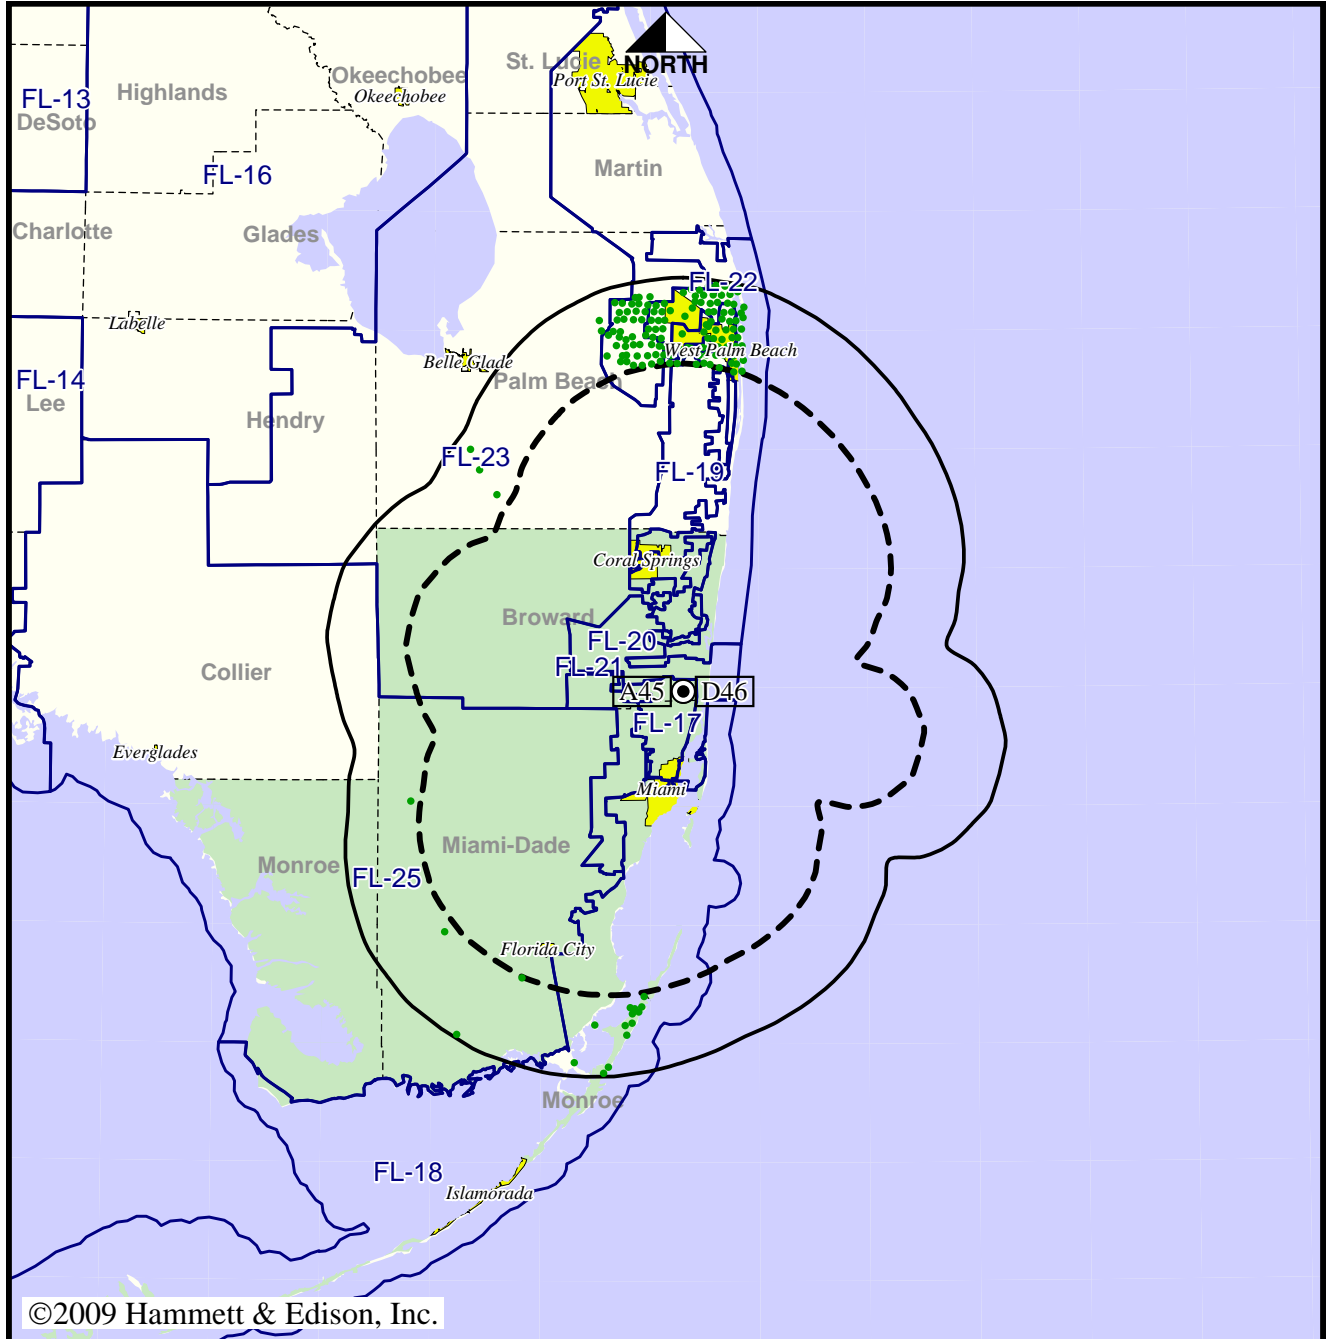 NORTH
St. Lucie
Port St. Lucie
Okeechobee
Okeechobee
Highlands
FL-13
DeSoto
FL-16
Martin
Charlotte
Glades
FL-22
Labelle
West Palm Beach
Belle Glade
Palm Beach
FL-14
Lee
Hendry
FL-23
FL-19
Coral Springs
Broward
FL-20
FL-21
Collier
A45
D46
FL-17
Everglades
Miami
Miami-Dade
Monroe
FL-25
Florida City
Monroe
FL-18
Islamorada
©2009 Hammett & Edison, Inc.